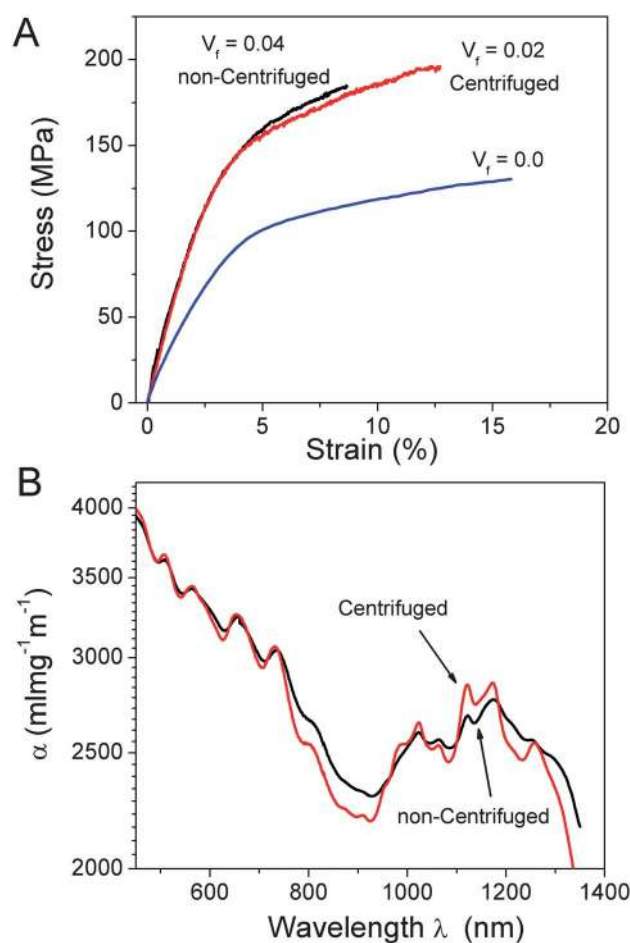 A
V_f = 0.04
non-Centrifuged
V_f = 0.02
Centrifuged
V_f = 0.0
200
150
100
50
0
Stress (MPa)
0 5 10 15 20
Strain (%)
B
4000
3500
3000
2500
2000
α (mlmg⁻¹m⁻¹)
Centrifuged
non-Centrifuged
600 800 1000 1200 1400
Wavelength λ (nm)